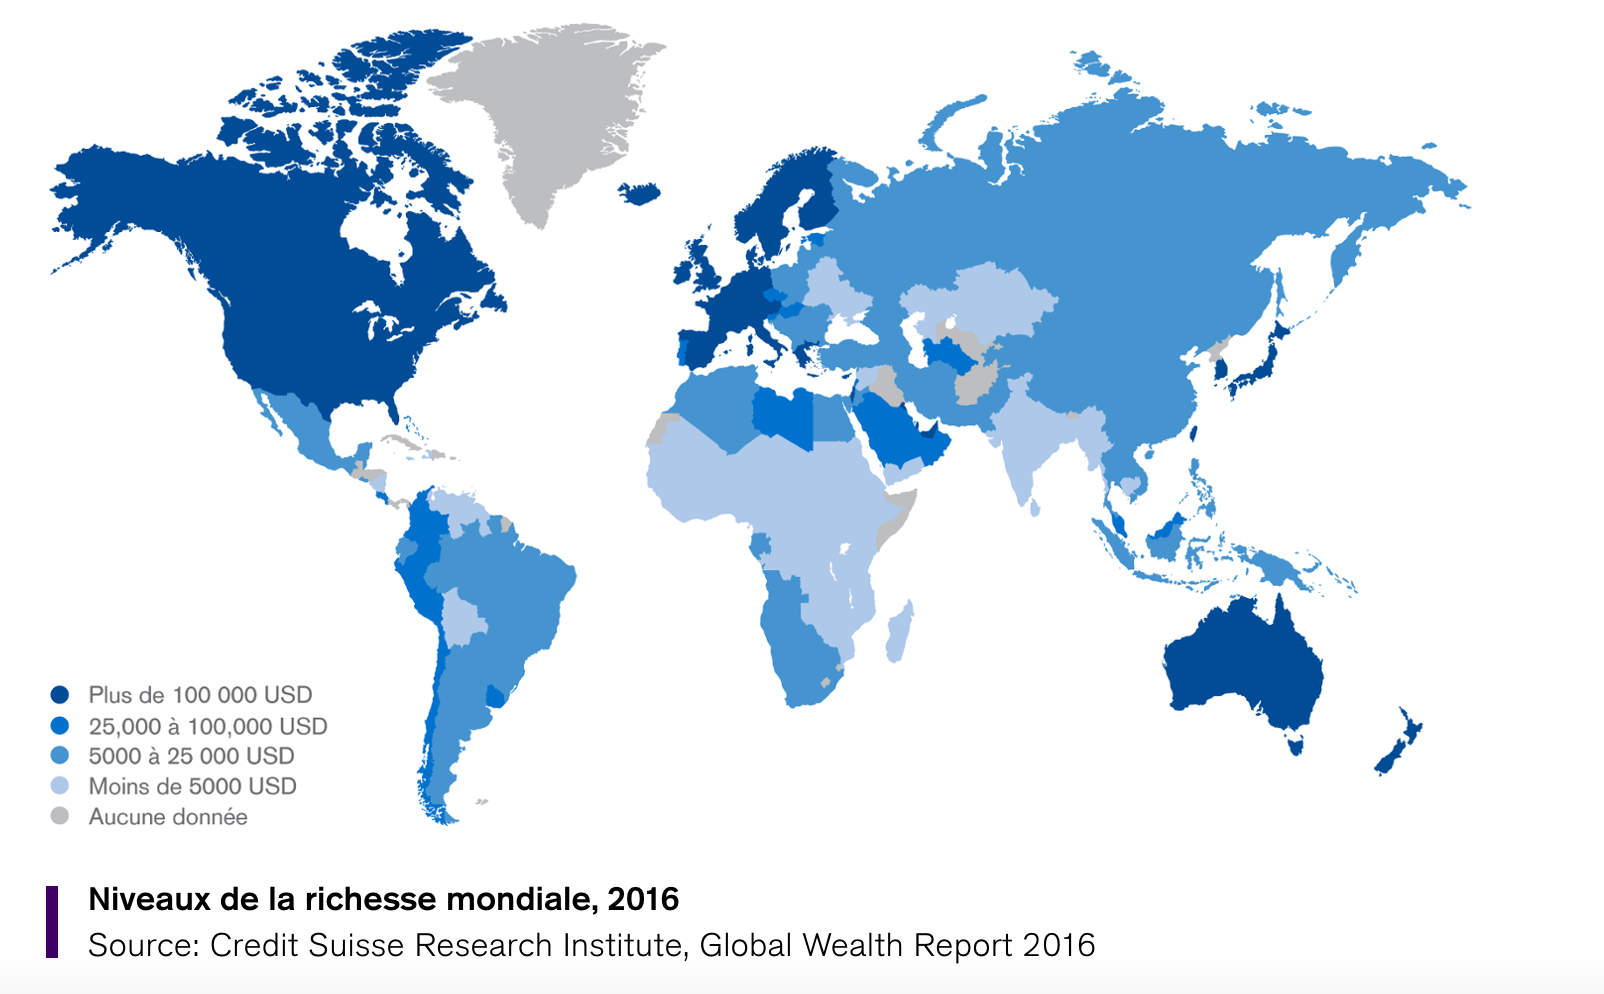 Plus de 100 000 USD
25,000 à 100,000 USD
5000 à 25 000 USD
Moins de 5000 USD
Aucune donnée
Niveaux de la richesse mondiale, 2016
Source: Credit Suisse Research Institute, Global Wealth Report 2016